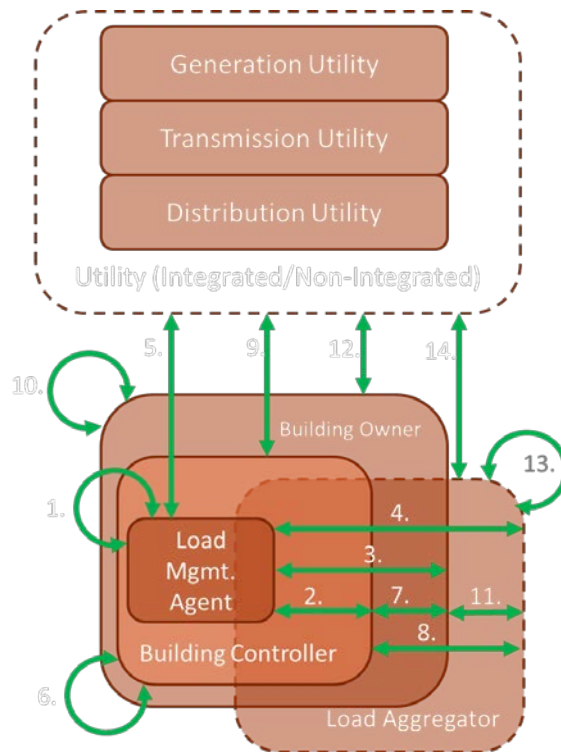 Generation Utility
Transmission Utility
Distribution Utility
Utility (Integrated/Non-Integrated)
5.
9.
12.
14.
10.
Building Owner
13.
1.
4.
Load
Mgmt.
Agent
3.
2.
7.
11.
8.
Building Controller
6.
Load Aggregator